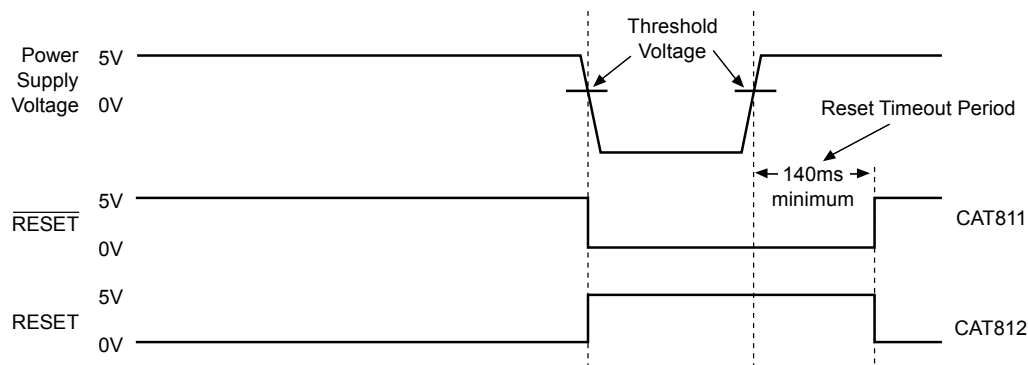 Threshold
Voltage
Power
Supply
Voltage
5V
0V
Reset Timeout Period
140ms
minimum
RESET
5V
0V
CAT811
RESET
5V
0V
CAT812